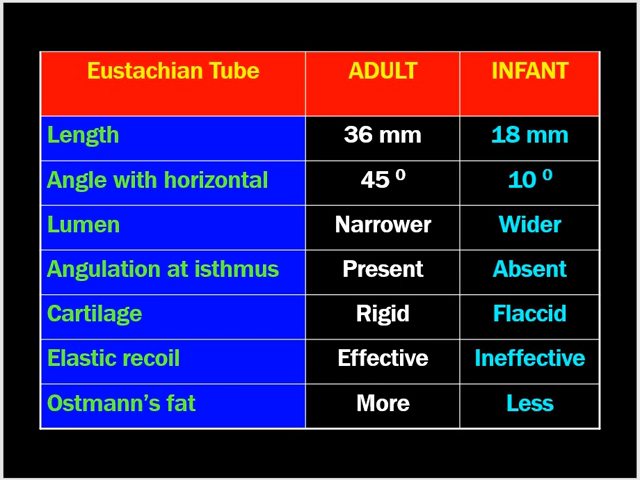 Eustachian Tube ADULT INFANT
Length 36 mm 18 mm
Angle with horizontal 45 ⁰ 10 ⁰
Lumen Narrower Wider
Angulation at isthmus Present Absent
Cartilage Rigid Flaccid
Elastic recoil Effective Ineffective
Ostmann’s fat More Less